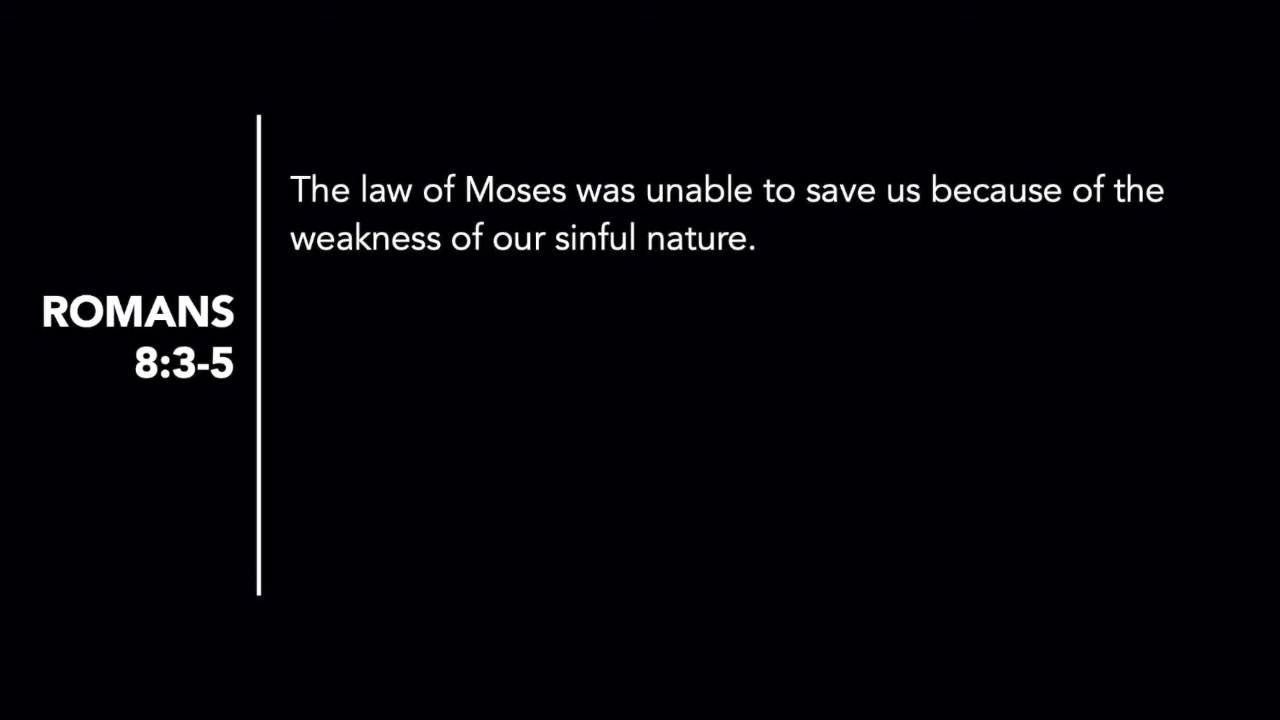 ROMANS
8:3-5
The law of Moses was unable to save us because of the
weakness of our sinful nature.